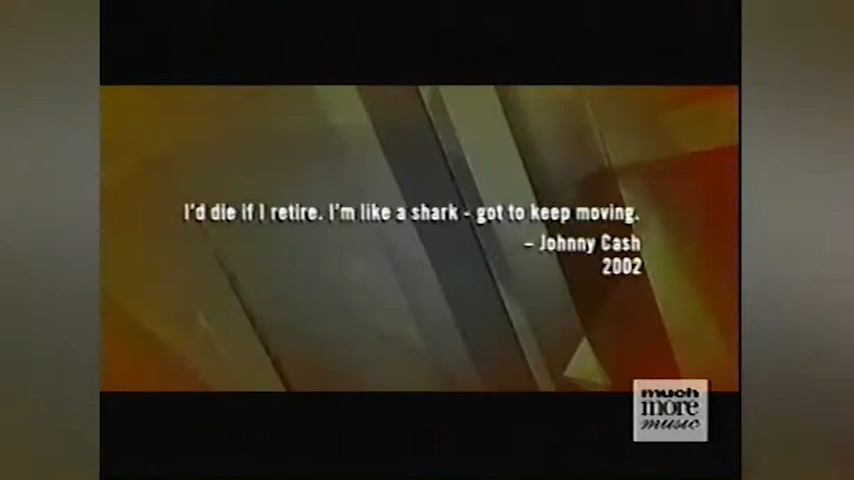 I'd die if I retire. I'm like a shark - got to keep moving.
– Johnny Cash
2002
much
more
music